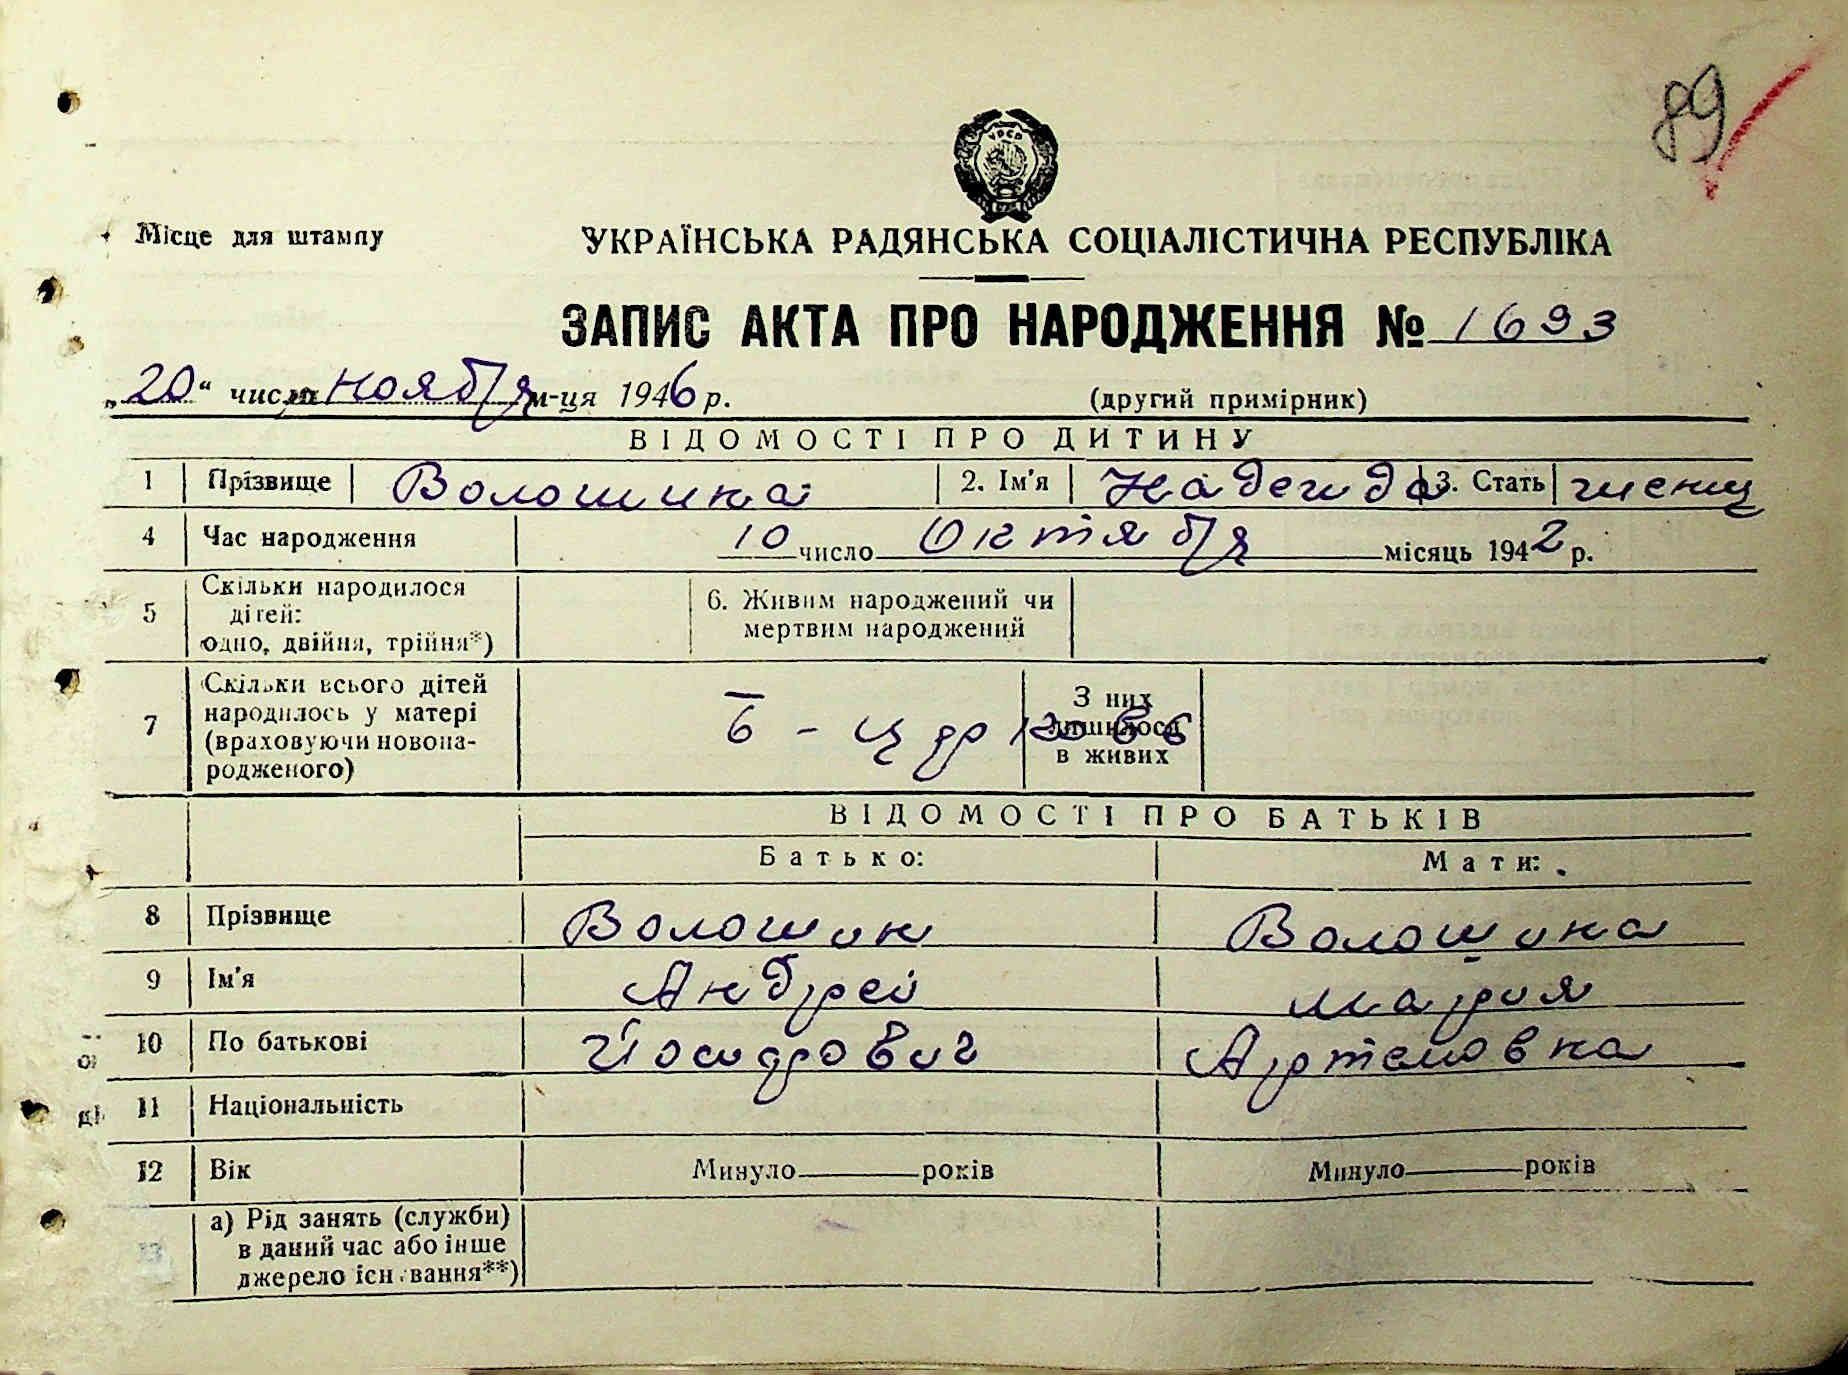 89
УРСР
Місце для штампу
УКРАЇНСЬКА РАДЯНСЬКА СОЦІАЛІСТИЧНА РЕСПУБЛІКА
ЗАПИС АКТА ПРО НАРОДЖЕННЯ № 1693
„20“ числа ноября м-ця 1946 р. (другий примірник)
ВІДОМОСТІ ПРО ДИТИНУ
1 Прізвище Волошина 2. Ім'я Надежда 3. Стать женщ
4 Час народження 10 число Октября місяць 1942 р.
5 Скільки народилося дітей: одно, двійня, трійня*) 6. Живим народжений чи мертвим народжений
7 Скільки всього дітей народилось у матері (враховуючи новонародженого) З них лишилося в живих
ВІДОМОСТІ ПРО БАТЬКІВ
Батько: Мати:
8 Прізвище Волошин Волошина
9 Ім'я Андрей Мария
10 По батькові Йосифович Артемовна
11 Національність
12 Вік Минуло років Минуло років
13 а) Рід занять (служби) в даний час або інше джерело існування**)